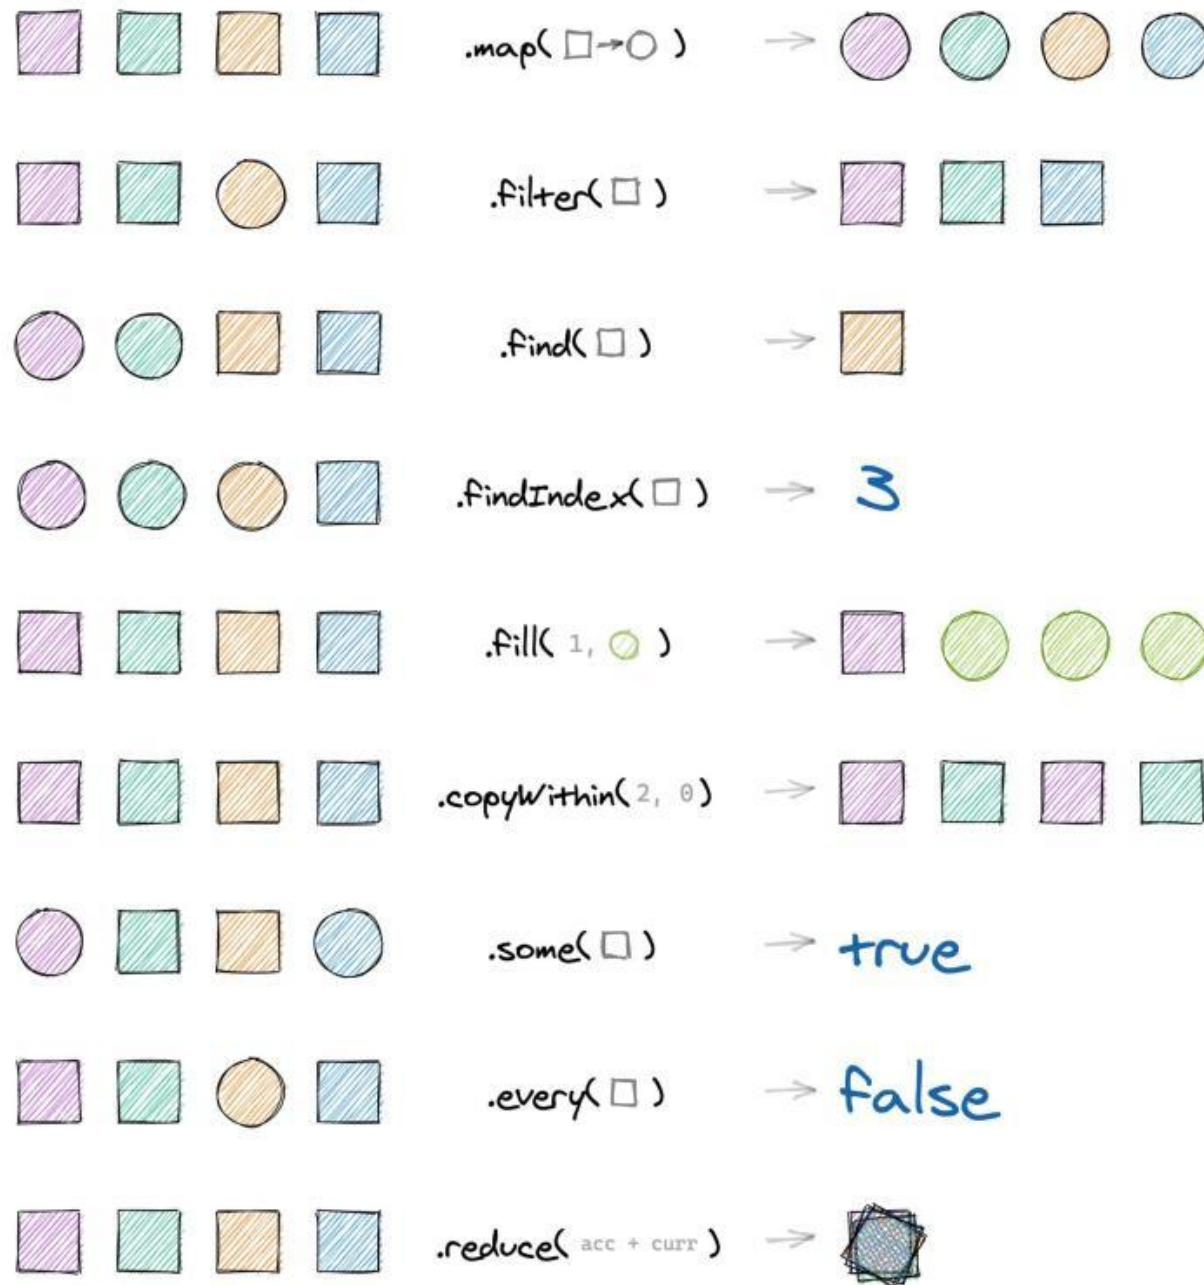 .map( → )
.filter( )
.find( )
.findIndex( ) 3
.fill( 1, )
.copyWithin( 2, 0 )
.some( ) true
.every( ) false
.reduce( acc + curr )